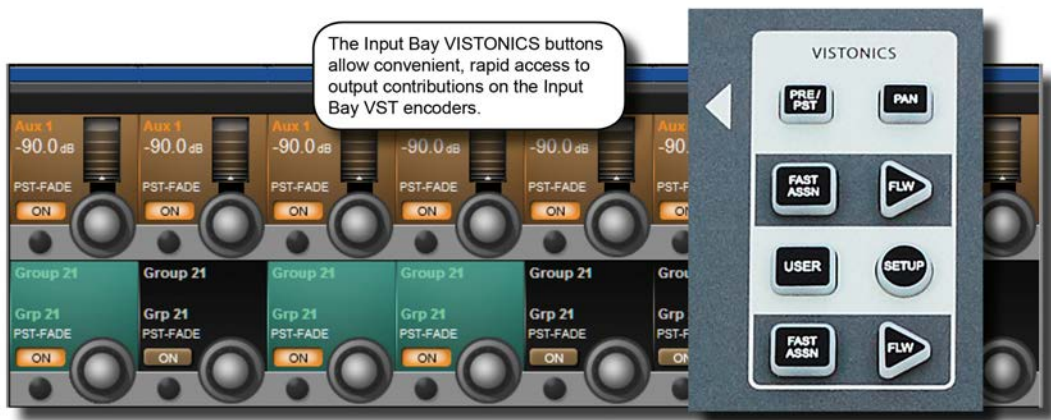 The Input Bay VISTONICS buttons
allow convenient, rapid access to
output contributions on the Input
Bay VST encoders.
VISTONICS
PRE/
PST
PAN
FAST
ASSN
FLW
USER
SETUP
FAST
ASSN
FLW
Aux 1 Aux 1 Aux 1 Aux 1 Aux 1 Aux
-90.0 dB -90.0 dB -90.0 dB -90.0 dB -90.0 dB -90.
PST-FADE PST-FADE PST-FADE PST-FADE PST-FADE PST-F
ON ON ON ON ON
Group 21 Group 21 Group 21 Group 21 Group 21 Grou
Grp 21 Grp 21 Grp 21 Grp 21 Grp 21 Grp
PST-FADE PST-FADE PST-FADE PST-FADE PST-FADE PST-F
ON ON ON ON ON